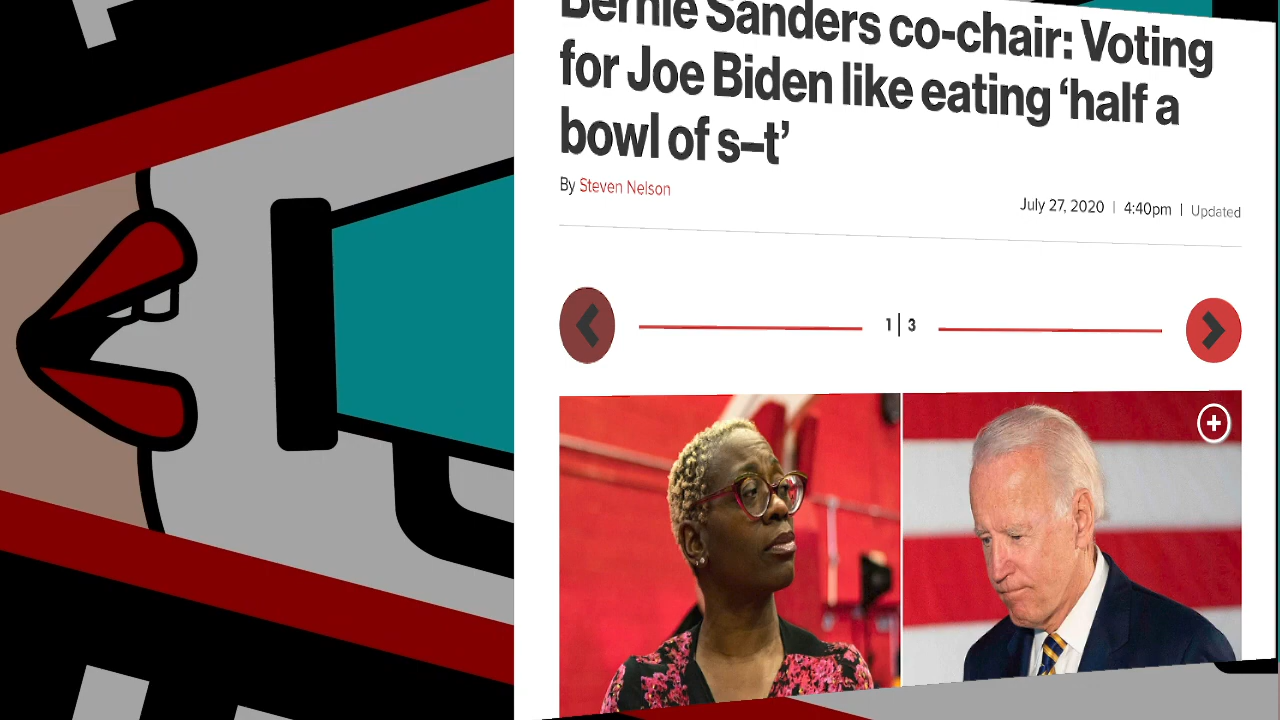 Bernie Sanders co-chair: Voting
for Joe Biden like eating ‘half a
bowl of s–t’
By Steven Nelson
July 27, 2020 | 4:40pm | Updated
1 | 3